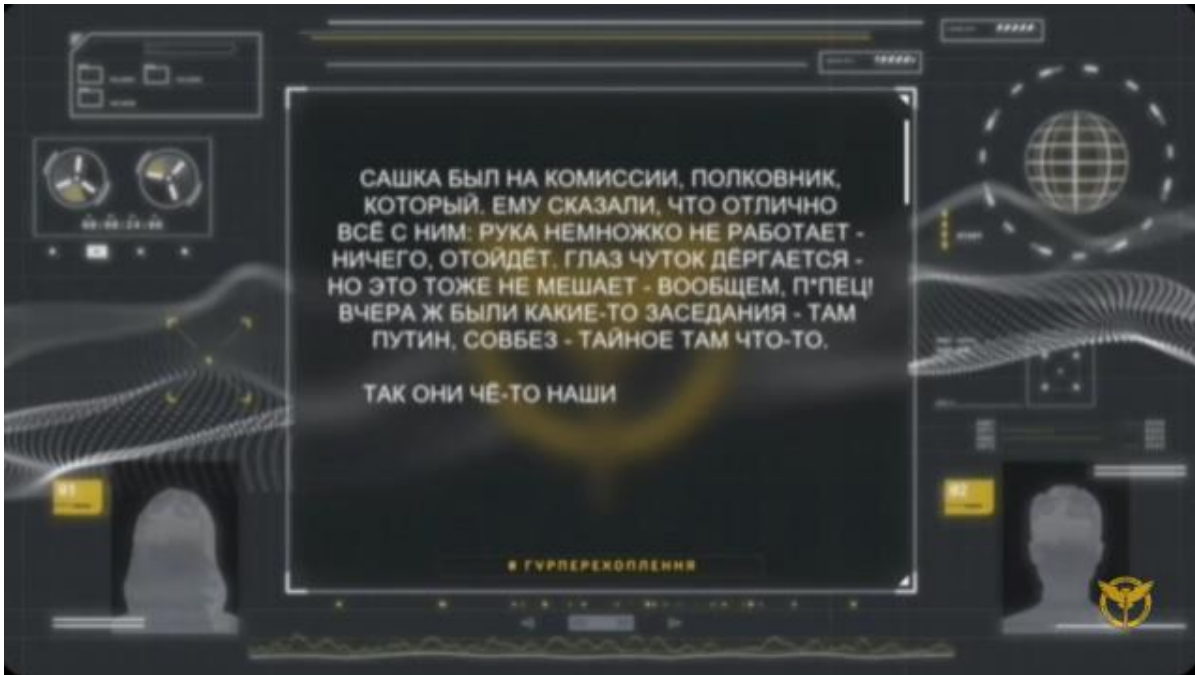 САШКА БЫЛ НА КОМИССИИ, ПОЛКОВНИК,
КОТОРЫЙ. ЕМУ СКАЗАЛИ, ЧТО ОТЛИЧНО
ВСЁ С НИМ: РУКА НЕМНОЖКО НЕ РАБОТАЕТ -
НИЧЕГО, ОТОЙДЁТ. ГЛАЗ ЧУТОК ДЁРГАЕТСЯ -
НО ЭТО ТОЖЕ НЕ МЕШАЕТ - ВООБЩЕМ, П*ПЕЦ!
ВЧЕРА Ж БЫЛИ КАКИЕ-ТО ЗАСЕДАНИЯ - ТАМ
ПУТИН, СОВБЕЗ - ТАЙНОЕ ТАМ ЧТО-ТО.
ТАК ОНИ ЧЁ-ТО НАШИ
ГУРПЕРЕХОПЛЕННЯ